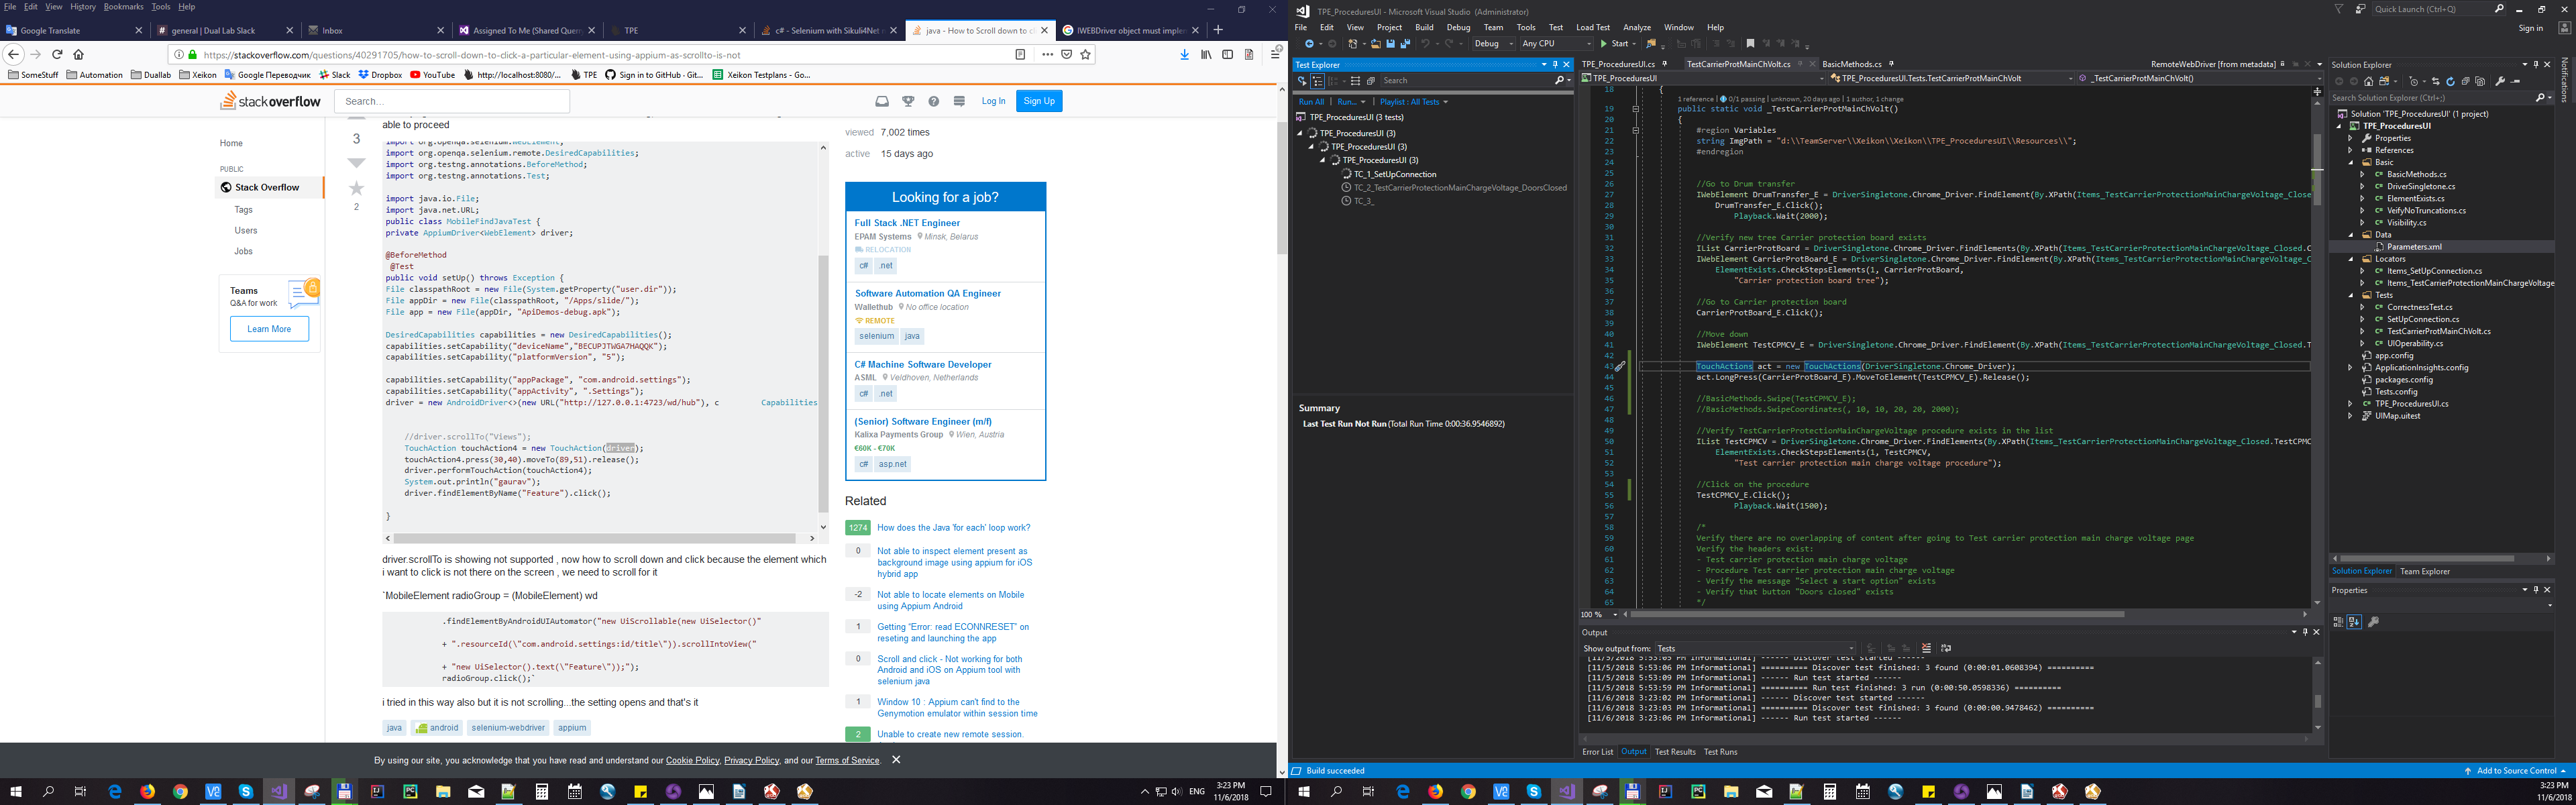 File Edit View History Bookmarks Tools Help
Google Translate
general | Dual Lab Slack
Inbox
Assigned To Me (Shared Quer
TPE
c# - Selenium with Sikuli4Net
java - How to Scroll down to cl
IWEBDriver object must implem
https://stackoverflow.com/questions/40291705/how-to-scroll-down-to-click-a-particular-element-using-appium-as-scrollto-is-not
SomeStuff Automation Duallab Xeikon Google Переводчик Slack Dropbox YouTube http://localhost:8080/... TPE Sign in to GitHub · Git... Xeikon Testplans - Go...
stackoverflow
Search...
Log In Sign Up
Home
PUBLIC
Stack Overflow
Tags
Users
Jobs
Teams
Q&A for work
Learn More
able to proceed
3
2
import org.openqa.selenium.WebElement;
import org.openqa.selenium.remote.DesiredCapabilities;
import org.testng.annotations.BeforeMethod;
import org.testng.annotations.Test;
import java.io.File;
import java.net.URL;
public class MobileFindJavaTest {
private AppiumDriver<WebElement> driver;
@BeforeMethod
@Test
public void setUp() throws Exception {
File classpathRoot = new File(System.getProperty("user.dir"));
File appDir = new File(classpathRoot, "/Apps/slide/");
File app = new File(appDir, "ApiDemos-debug.apk");
DesiredCapabilities capabilities = new DesiredCapabilities();
capabilities.setCapability("deviceName","BECUPJTWGA7HAQQK");
capabilities.setCapability("platformVersion", "5");
capabilities.setCapability("appPackage", "com.android.settings");
capabilities.setCapability("appActivity", ".Settings");
driver = new AndroidDriver<>(new URL("http://127.0.0.1:4723/wd/hub"), c Capabilities
//driver.scrollTo("Views");
TouchAction touchAction4 = new TouchAction(driver);
touchAction4.press(30,40).moveTo(89,51).release();
driver.performTouchAction(touchAction4);
System.out.println("gaurav");
driver.findElementByName("Feature").click();
}
driver.scrollTo is showing not supported , now how to scroll down and click because the element which
i want to click is not there on the screen , we need to scroll for it
`MobileElement radioGroup = (MobileElement) wd
.findElementByAndroidUIAutomator("new UiScrollable(new UiSelector()"
+ ".resourceId(\"com.android.settings:id/title\")).scrollIntoView("
+ "new UiSelector().text(\"Feature\"));");
radioGroup.click();`
i tried in this way also but it is not scrolling...the setting opens and that's it
java android selenium-webdriver appium
viewed 7,002 times
active 15 days ago
Looking for a job?
Full Stack .NET Engineer
EPAM Systems Minsk, Belarus
RELOCATION
c# .net
Software Automation QA Engineer
Wallethub No office location
REMOTE
selenium java
C# Machine Software Developer
ASML Veldhoven, Netherlands
c# .net
(Senior) Software Engineer (m/f)
Kalixa Payments Group Wien, Austria
€60K - €70K
c# asp.net
Related
1274 How does the Java 'for each' loop work?
0 Not able to inspect element present as
background image using appium for iOS
hybrid app
-2 Not able to locate elements on Mobile
using Appium Android
1 Getting "Error: read ECONNRESET" on
reseting and launching the app
0 Scroll and click - Not working for both
Android and iOS on Appium tool with
selenium java
1 Window 10 : Appium can't find to the
Genymotion emulator within session time
2 Unable to create new remote session.
By using our site, you acknowledge that you have read and understand our Cookie Policy, Privacy Policy, and our Terms of Service.
ENG
3:23 PM
11/6/2018
TPE_ProceduresUI - Microsoft Visual Studio (Administrator)
Quick Launch (Ctrl+Q)
File Edit View Project Build Debug Team Tools Test Load Test Analyze Window Help
Sign in
Debug Any CPU Start
Test Explorer
Search
Run All | Run... | Playlist : All Tests
TPE_ProceduresUI (3 tests)
TPE_ProceduresUI (3)
TPE_ProceduresUI (3)
TPE_ProceduresUI (3)
TC_1_SetUpConnection
TC_2_TestCarrierProtectionMainChargeVoltage_DoorsClosed
TC_3_
Summary
Last Test Run Not Run (Total Run Time 0:00:36.9546892)
TPE_ProceduresUI.cs TestCarrierProtMainChVolt.cs BasicMethods.cs RemoteWebDriver [from metadata]
TPE_ProceduresUI TPE_ProceduresUI.Tests.TestCarrierProtMainChVolt _TestCarrierProtMainChVolt()
18 {
1 reference | 0/1 passing | unknown, 20 days ago | 1 author, 1 change
19 public static void _TestCarrierProtMainChVolt()
20 {
21 #region Variables
22 string ImgPath = "d:\\TeamServer\\Xeikon\\Xeikon\\TPE_ProceduresUI\\Resources\\";
23 #endregion
24
25
26 //Go to Drum transfer
27 IWebElement DrumTransfer_E = DriverSingletone.Chrome_Driver.FindElement(By.XPath(Items_TestCarrierProtectionMainChargeVoltage_Close
28 DrumTransfer_E.Click();
29 Playback.Wait(2000);
30
31 //Verify new tree Carrier protection board exists
32 IList CarrierProtBoard = DriverSingletone.Chrome_Driver.FindElements(By.XPath(Items_TestCarrierProtectionMainChargeVoltage_Closed.C
33 IWebElement CarrierProtBoard_E = DriverSingletone.Chrome_Driver.FindElement(By.XPath(Items_TestCarrierProtectionMainChargeVoltage_C
34 ElementExists.CheckStepsElements(1, CarrierProtBoard,
35 "Carrier protection board tree");
36
37 //Go to Carrier protection board
38 CarrierProtBoard_E.Click();
39
40 //Move down
41 IWebElement TestCPMCV_E = DriverSingletone.Chrome_Driver.FindElement(By.XPath(Items_TestCarrierProtectionMainChargeVoltage_Closed.T
42
43 TouchActions act = new TouchActions(DriverSingletone.Chrome_Driver);
44 act.LongPress(CarrierProtBoard_E).MoveToElement(TestCPMCV_E).Release();
45
46 //BasicMethods.Swipe(TestCPMCV_E);
47 //BasicMethods.SwipeCoordinates(, 10, 10, 20, 20, 2000);
48
49 //Verify TestCarrierProtectionMainChargeVoltage procedure exists in the list
50 IList TestCPMCV = DriverSingletone.Chrome_Driver.FindElements(By.XPath(Items_TestCarrierProtectionMainChargeVoltage_Closed.TestCPMC
51 ElementExists.CheckStepsElements(1, TestCPMCV,
52 "Test carrier protection main charge voltage procedure");
53
54 //Click on the procedure
55 TestCPMCV_E.Click();
56 Playback.Wait(1500);
57
58 /*
59 Verify there are no overlapping of content after going to Test carrier protection main charge voltage page
60 Verify the headers exist:
61 - Test carrier protection main charge voltage
62 - Procedure Test carrier protection main charge voltage
63 - Verify the message "Select a start option" exists
64 - Verify that button "Doors closed" exists
65 */
100 %
Output
Show output from: Tests
[11/5/2018 5:53:05 PM Informational] ------ Discover test started ------
[11/5/2018 5:53:06 PM Informational] ========== Discover test finished: 3 found (0:00:01.0608394) ==========
[11/5/2018 5:53:09 PM Informational] ------ Run test started ------
[11/5/2018 5:53:59 PM Informational] ========== Run test finished: 3 run (0:00:50.0598336) ==========
[11/6/2018 3:23:02 PM Informational] ------ Discover test started ------
[11/6/2018 3:23:03 PM Informational] ========== Discover test finished: 3 found (0:00:00.9478462) ==========
[11/6/2018 3:23:06 PM Informational] ------ Run test started ------
Error List Output Test Results Test Runs
Solution Explorer
Search Solution Explorer (Ctrl+;)
Solution 'TPE_ProceduresUI' (1 project)
TPE_ProceduresUI
Properties
References
Basic
BasicMethods.cs
DriverSingletone.cs
ElementExists.cs
VeifyNoTruncations.cs
Visibility.cs
Data
Parameters.xml
Locators
Items_SetUpConnection.cs
Items_TestCarrierProtectionMainChargeVoltage
Tests
CorrectnessTest.cs
SetUpConnection.cs
TestCarrierProtMainChVolt.cs
UIOperability.cs
app.config
ApplicationInsights.config
packages.config
Tests.config
TPE_ProceduresUI.cs
UIMap.uitest
Solution Explorer Team Explorer
Properties
Notifications
Build succeeded
Add to Source Control
3:23 PM
11/6/2018